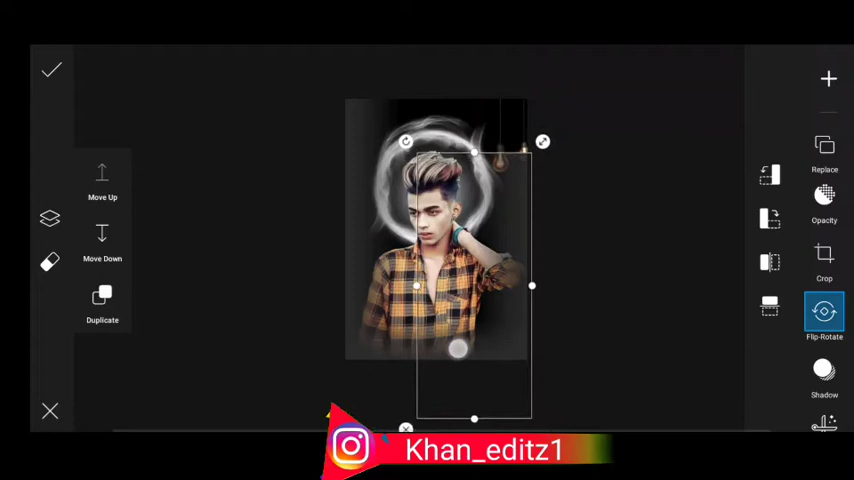 Replace
Move Up
Opacity
Move Down
Crop
Duplicate
Flip-Rotate
Shadow
Khan_editz1